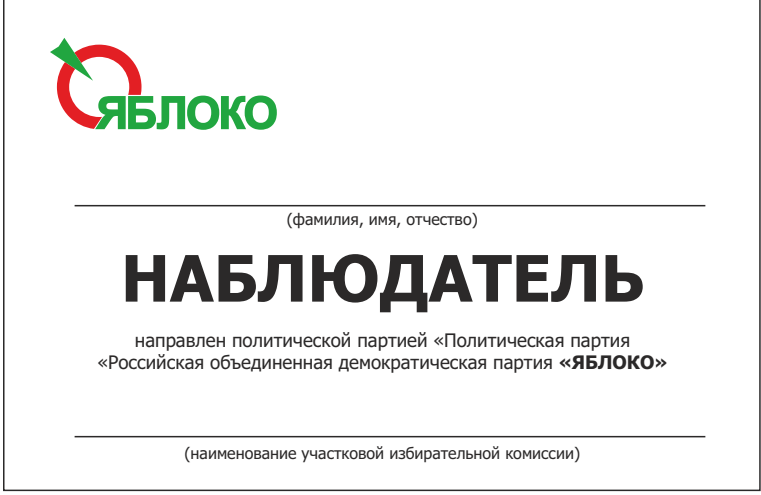 ЯБЛОКО
(фамилия, имя, отчество)
НАБЛЮДАТЕЛЬ
направлен политической партией «Политическая партия
«Российская объединенная демократическая партия «ЯБЛОКО»
(наименование участковой избирательной комиссии)